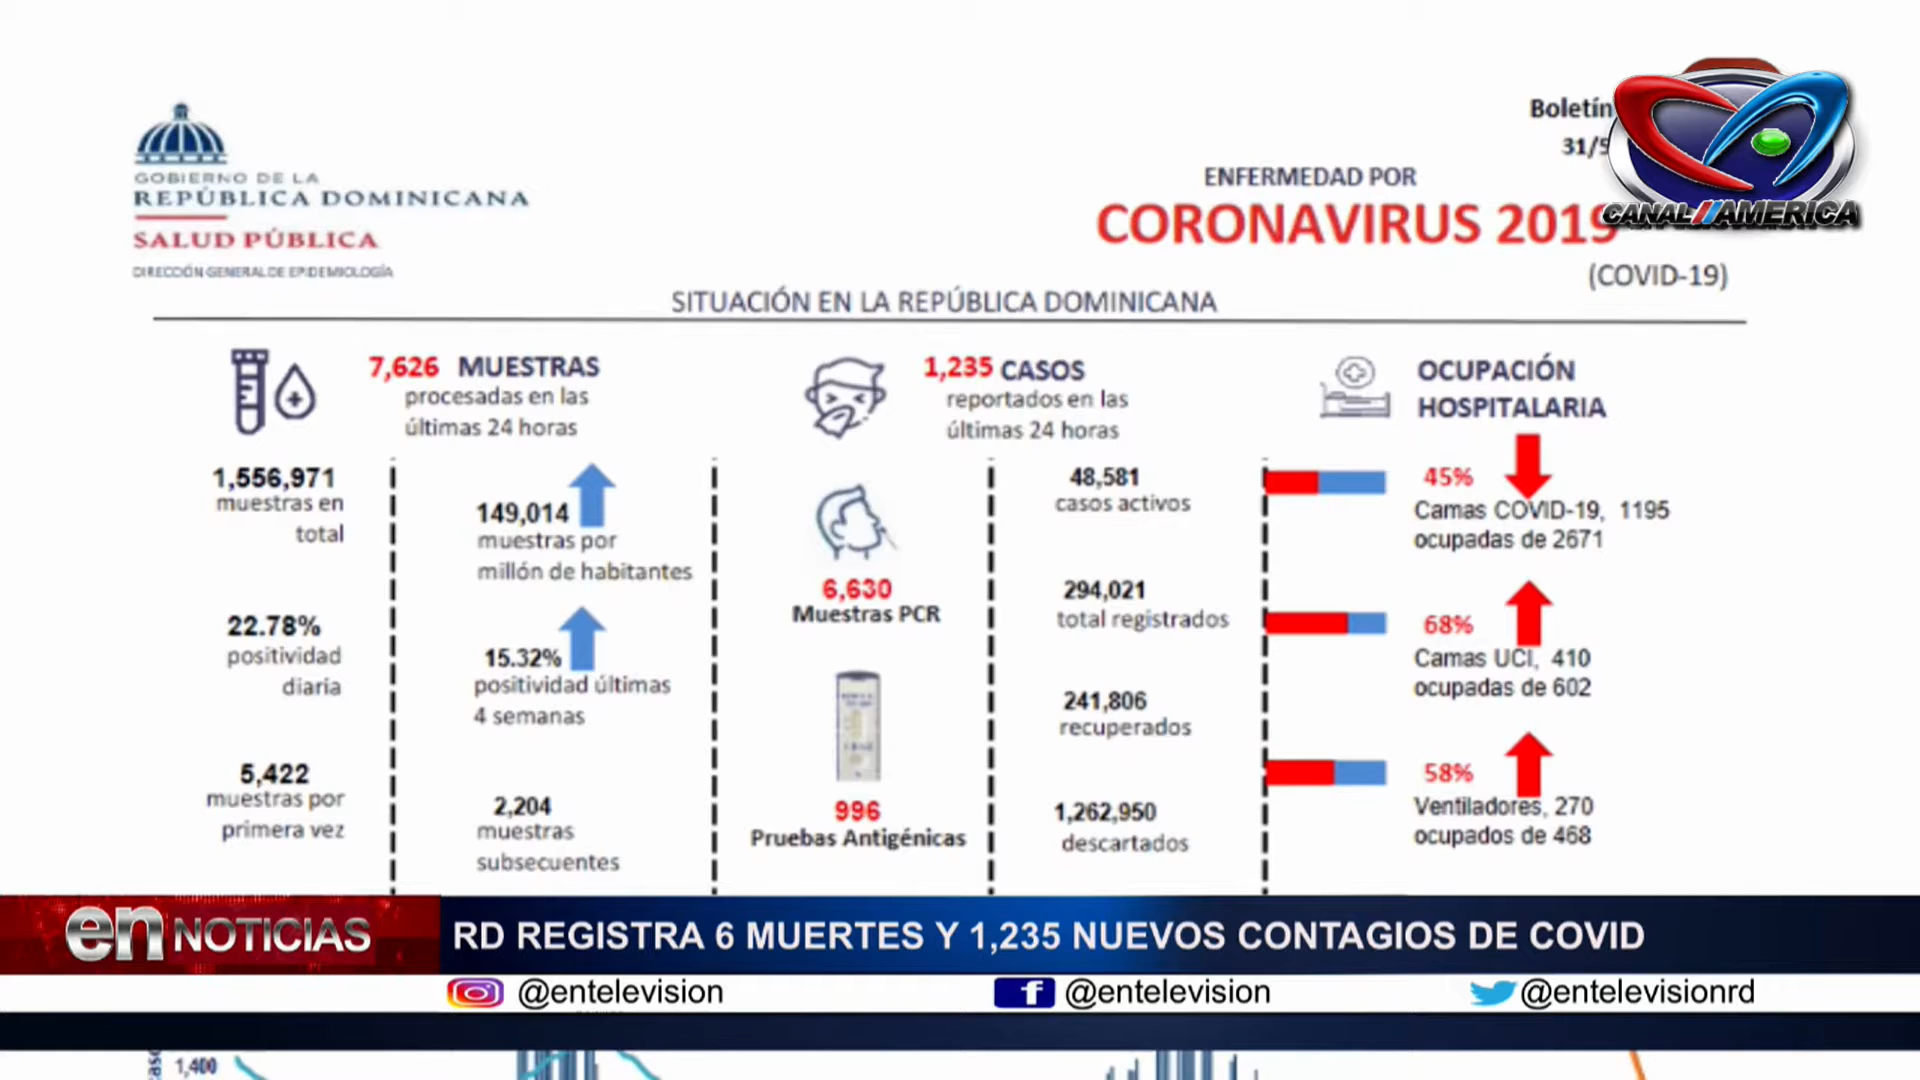 Boletín
31/5
GOBIERNO DE LA
REPÚBLICA DOMINICANA
SALUD PÚBLICA
DIRECCIÓN GENERAL DE EPIDEMIOLOGÍA
ENFERMEDAD POR
CORONAVIRUS 2019
(COVID-19)
CANAL AMERICA
SITUACIÓN EN LA REPÚBLICA DOMINICANA
7,626 MUESTRAS
procesadas en las
últimas 24 horas
1,556,971
muestras en
total
22.78%
positividad
diaria
5,422
muestras por
primera vez
149,014
muestras por
millón de habitantes
15.32%
positividad últimas
4 semanas
2,204
muestras
subsecuentes
1,235 CASOS
reportados en las
últimas 24 horas
6,630
Muestras PCR
996
Pruebas Antigénicas
48,581
casos activos
294,021
total registrados
241,806
recuperados
1,262,950
descartados
OCUPACIÓN
HOSPITALARIA
45%
Camas COVID-19, 1195
ocupadas de 2671
68%
Camas UCI, 410
ocupadas de 602
58%
Ventiladores, 270
ocupados de 468
en NOTICIAS
RD REGISTRA 6 MUERTES Y 1,235 NUEVOS CONTAGIOS DE COVID
@entelevision
@entelevision
@entelevisionrd
1,400